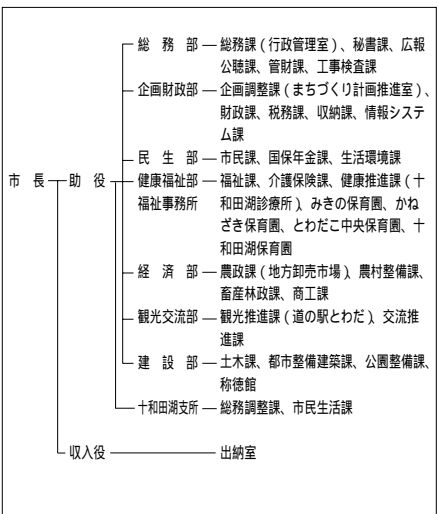 総務部 ― 総務課(行政管理室)、秘書課、広報
公聴課、管財課、工事検査課
企画財政部 ― 企画調整課(まちづくり計画推進室)、
財政課、税務課、収納課、情報システ
ム課
民生部 ― 市民課、国保年金課、生活環境課
市長 ― 助役 健康福祉部 ― 福祉課、介護保険課、健康推進課(十
福祉事務所 和田湖診療所)、みきの保育園、かね
ざき保育園、とわだこ中央保育園、十
和田湖保育園
経済部 ― 農政課(地方卸売市場)、農村整備課、
畜産林政課、商工課
観光交流部 ― 観光推進課(道の駅とわだ)、交流推
進課
建設部 ― 土木課、都市整備建築課、公園整備課、
称徳館
十和田湖支所 ― 総務調整課、市民生活課
収入役 ― 出納室